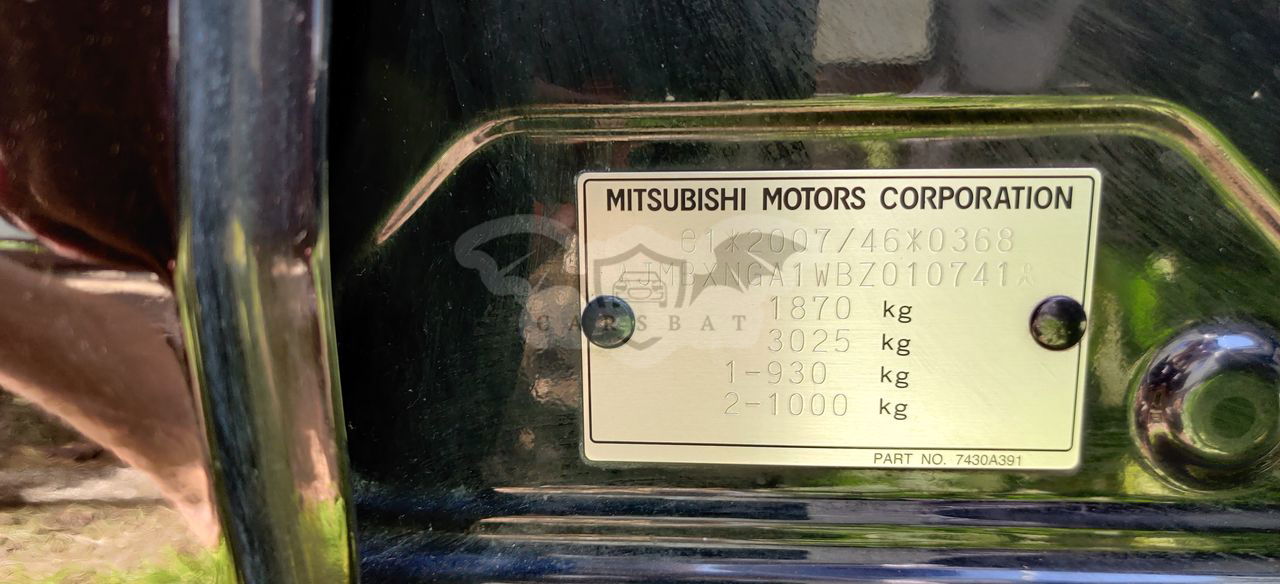 MITSUBISHI MOTORS CORPORATION
e1*2007/46*0368
JMBXNGA1WBZ010741
1870 kg
3025 kg
1-930 kg
2-1000 kg
CARSBAT
PART NO. 7430A391